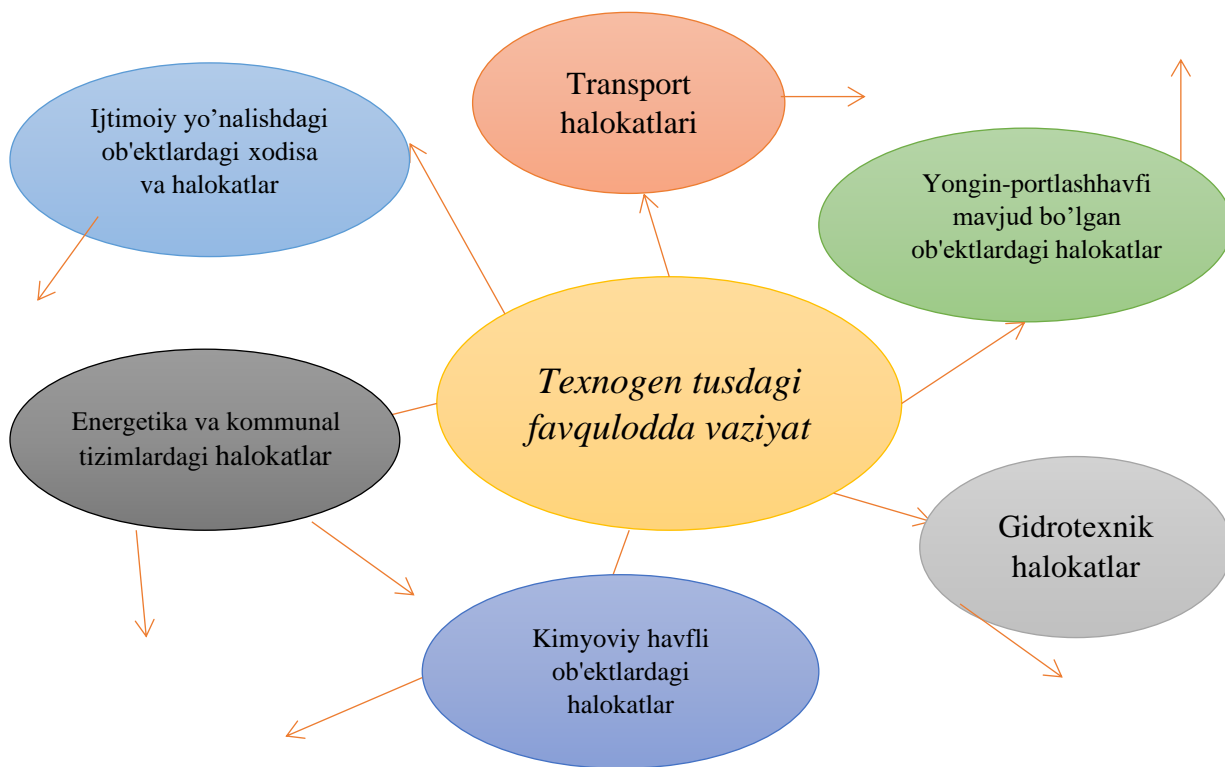 Transport
halokatlari
Ijtimoiy yo’nalishdagi
ob'ektlardagi xodisa
va halokatlar
Yongin-portlashhavfi
mavjud bo’lgan
ob'ektlardagi halokatlar
Texnogen tusdagi
favqulodda vaziyat
Energetika va kommunal
tizimlardagi halokatlar
Gidrotexnik
halokatlar
Kimyoviy havfli
ob'ektlardagi
halokatlar